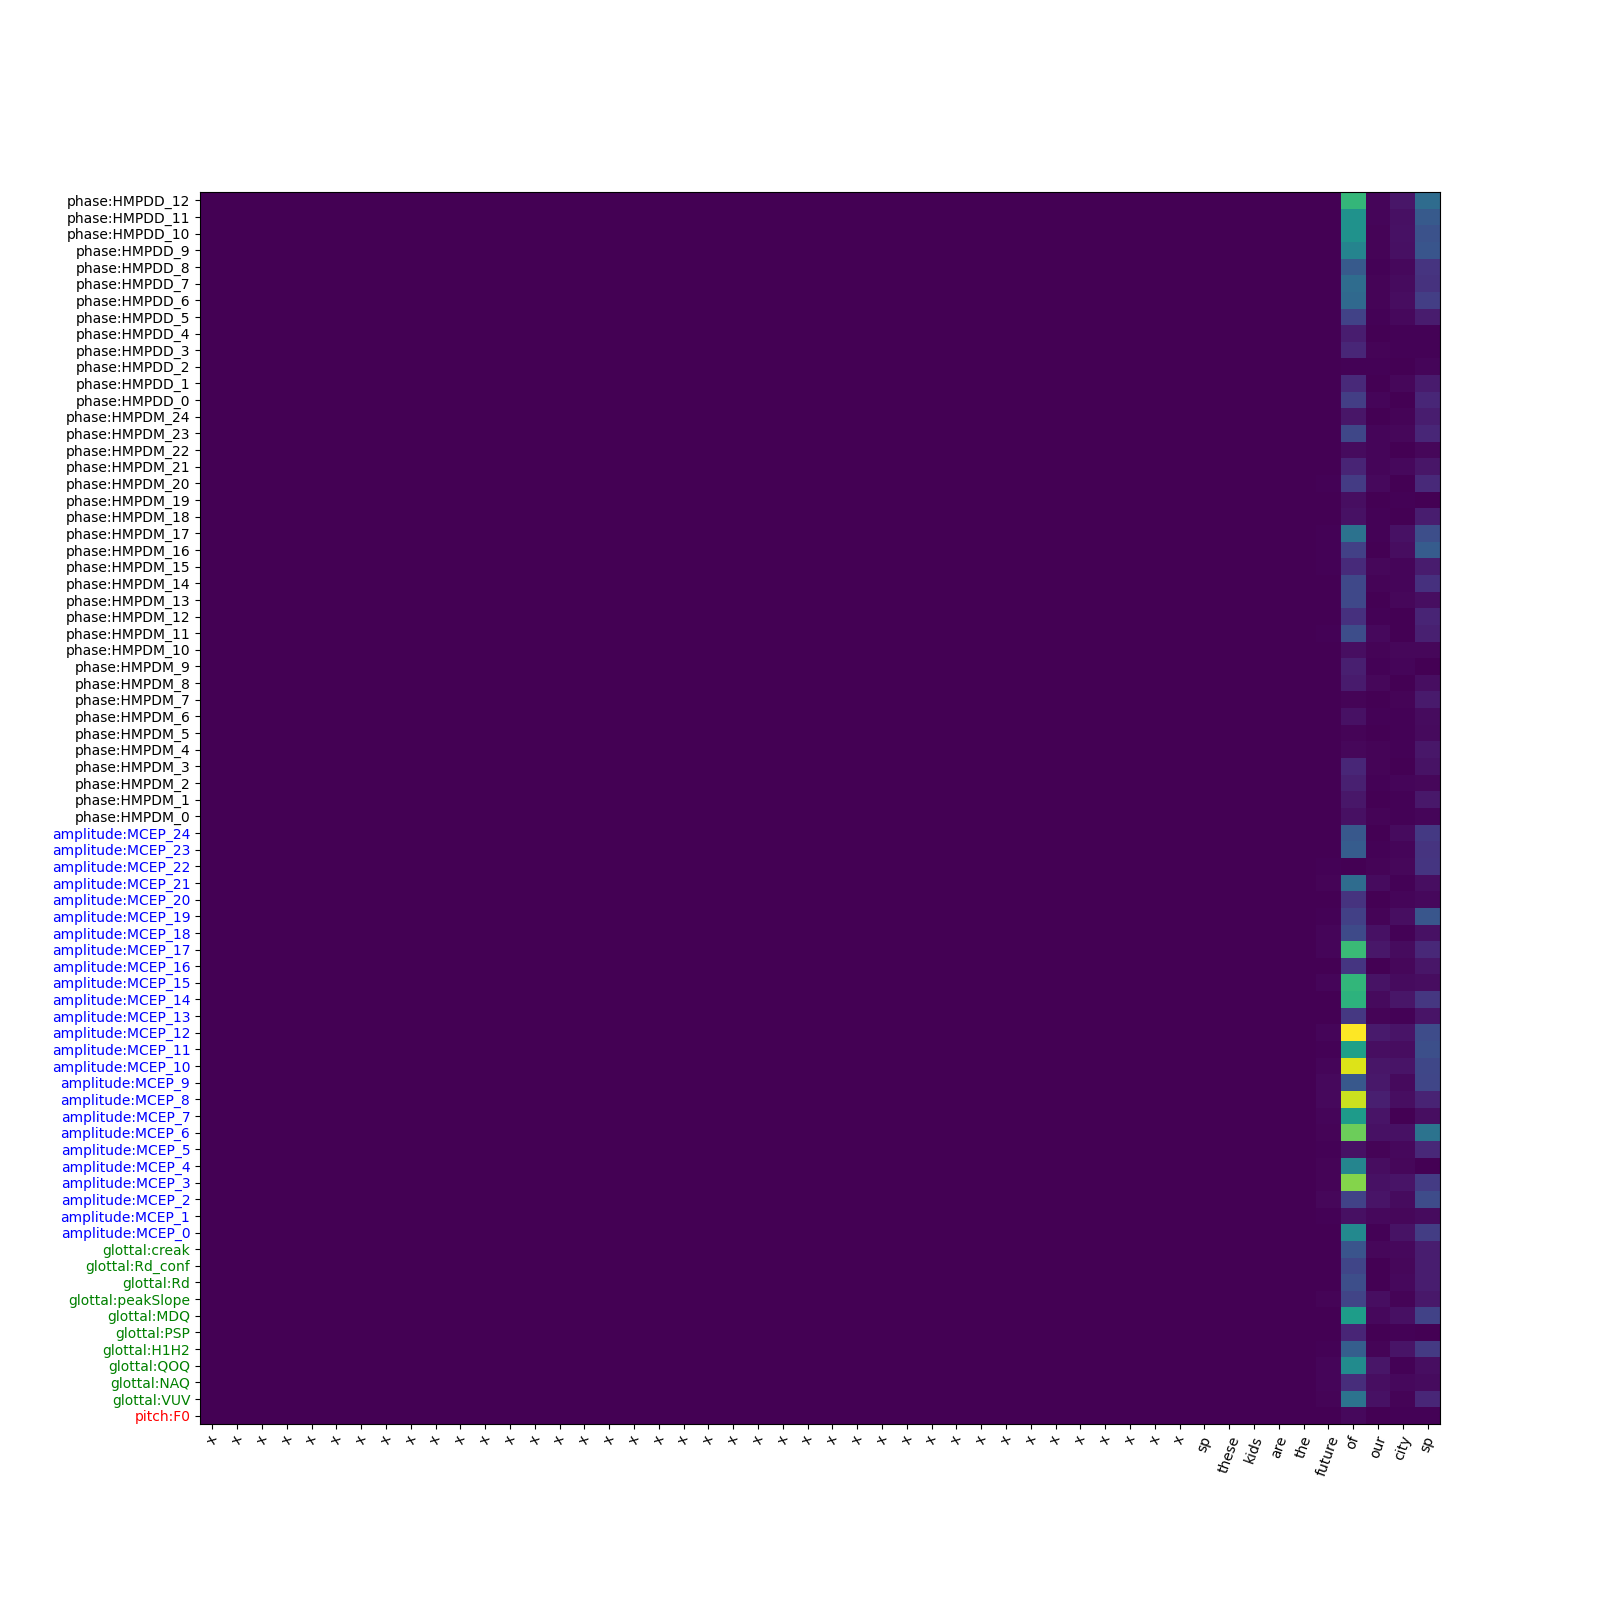 phase:HMPDD_12
phase:HMPDD_11
phase:HMPDD_10
phase:HMPDD_9
phase:HMPDD_8
phase:HMPDD_7
phase:HMPDD_6
phase:HMPDD_5
phase:HMPDD_4
phase:HMPDD_3
phase:HMPDD_2
phase:HMPDD_1
phase:HMPDD_0
phase:HMPDM_24
phase:HMPDM_23
phase:HMPDM_22
phase:HMPDM_21
phase:HMPDM_20
phase:HMPDM_19
phase:HMPDM_18
phase:HMPDM_17
phase:HMPDM_16
phase:HMPDM_15
phase:HMPDM_14
phase:HMPDM_13
phase:HMPDM_12
phase:HMPDM_11
phase:HMPDM_10
phase:HMPDM_9
phase:HMPDM_8
phase:HMPDM_7
phase:HMPDM_6
phase:HMPDM_5
phase:HMPDM_4
phase:HMPDM_3
phase:HMPDM_2
phase:HMPDM_1
phase:HMPDM_0
amplitude:MCEP_24
amplitude:MCEP_23
amplitude:MCEP_22
amplitude:MCEP_21
amplitude:MCEP_20
amplitude:MCEP_19
amplitude:MCEP_18
amplitude:MCEP_17
amplitude:MCEP_16
amplitude:MCEP_15
amplitude:MCEP_14
amplitude:MCEP_13
amplitude:MCEP_12
amplitude:MCEP_11
amplitude:MCEP_10
amplitude:MCEP_9
amplitude:MCEP_8
amplitude:MCEP_7
amplitude:MCEP_6
amplitude:MCEP_5
amplitude:MCEP_4
amplitude:MCEP_3
amplitude:MCEP_2
amplitude:MCEP_1
amplitude:MCEP_0
glottal:creak
glottal:Rd_conf
glottal:Rd
glottal:peakSlope
glottal:MDQ
glottal:PSP
glottal:H1H2
glottal:QOQ
glottal:NAQ
glottal:VUV
pitch:F0
x x x x x x x x x x x x x x x x x x x x x x x x x x x x x x x x x x x x x x x x sp these kids are the future of our city sp